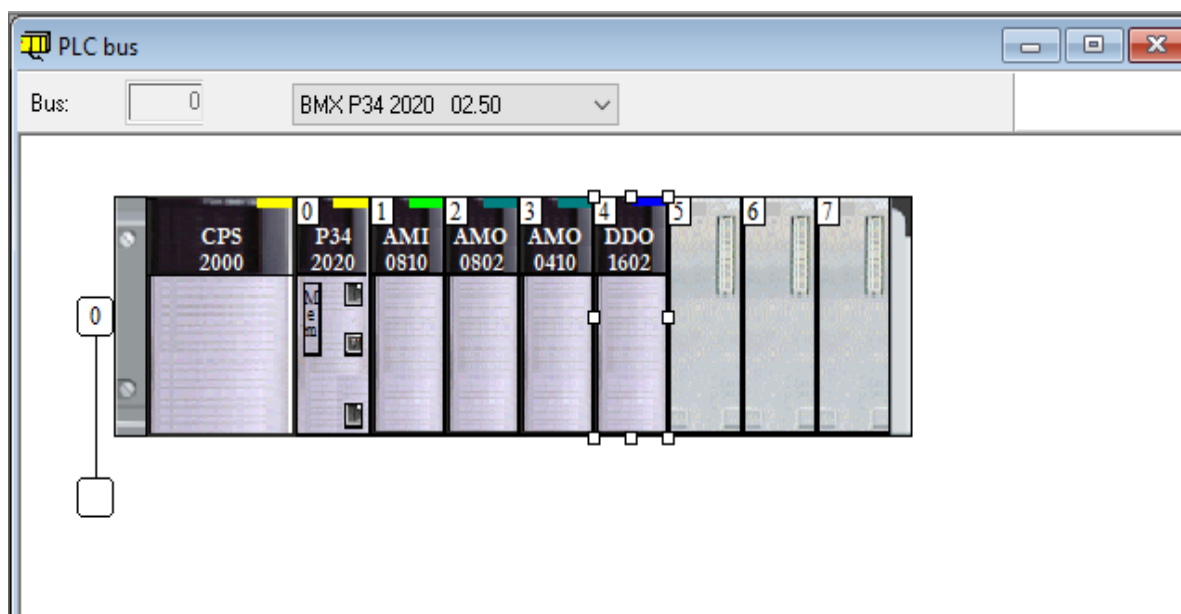 PLC bus
Bus: 0 BMX P34 2020 02.50
0 1 2 3 4 5 6 7
CPS P34 AMI AMO AMO DDO
2000 2020 0810 0802 0410 1602
Mem
0